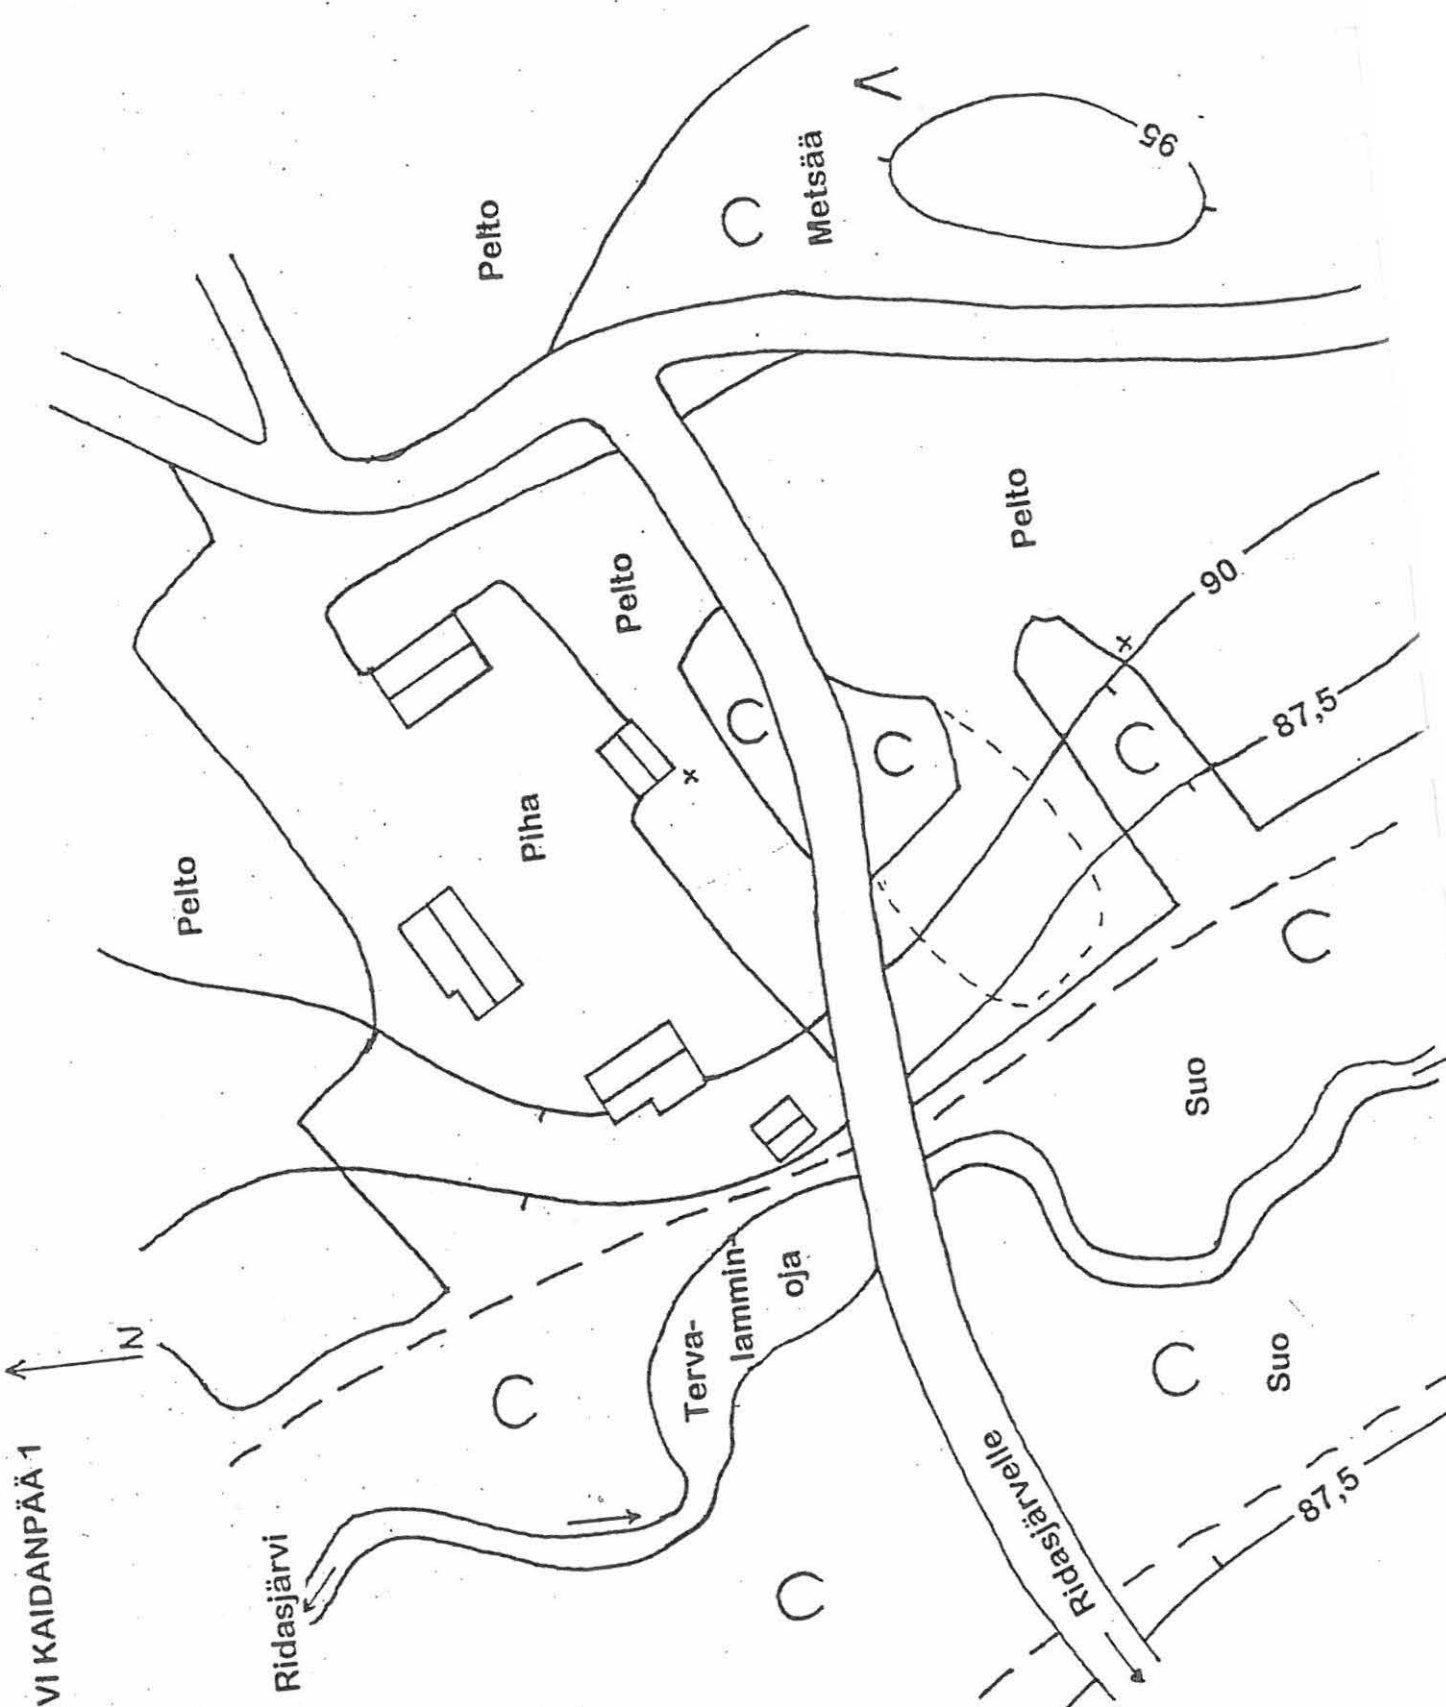 VI KAIDANPÄÄ 1
N
Pelto
Ridasjärvi
Pelto
Piha
Pelto
Terva-
lammin-
oja
Metsää
Pelto
Ridasjärvelle
95
Suo
90
Suo
87,5
87,5